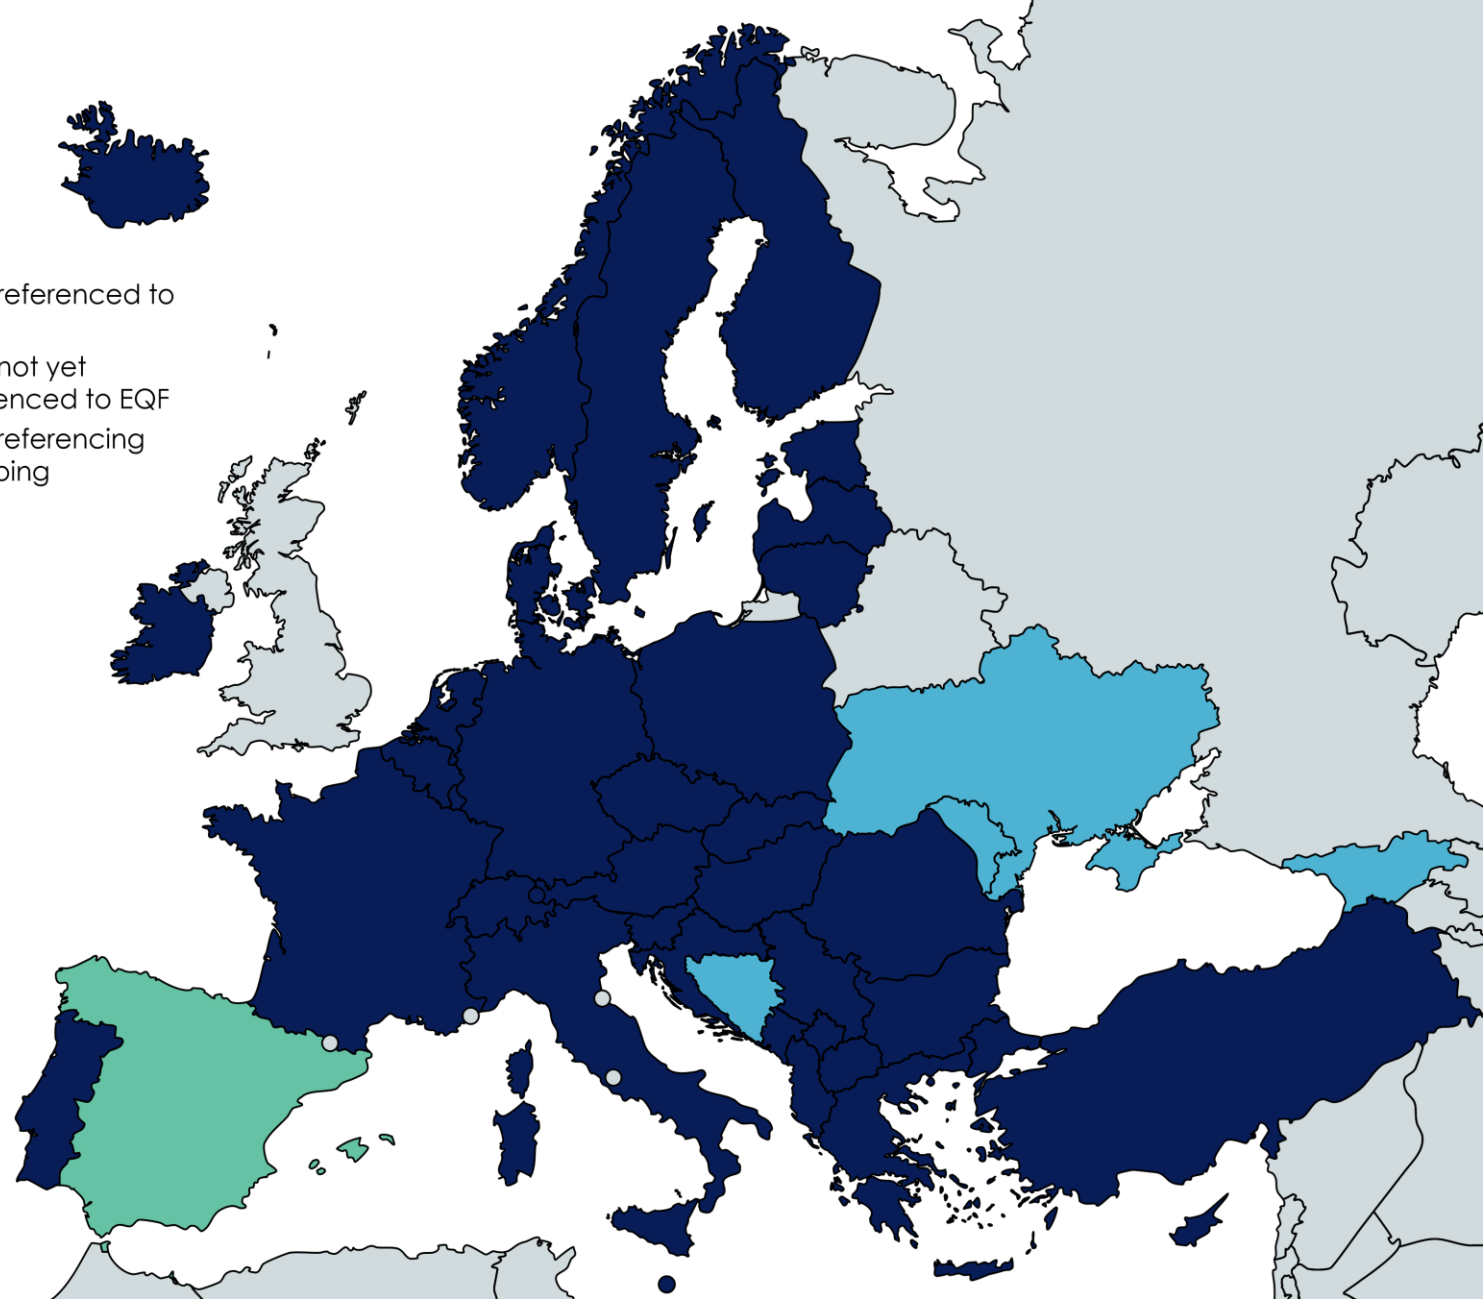 referenced to
not yet
enced to EQF
referencing
oing